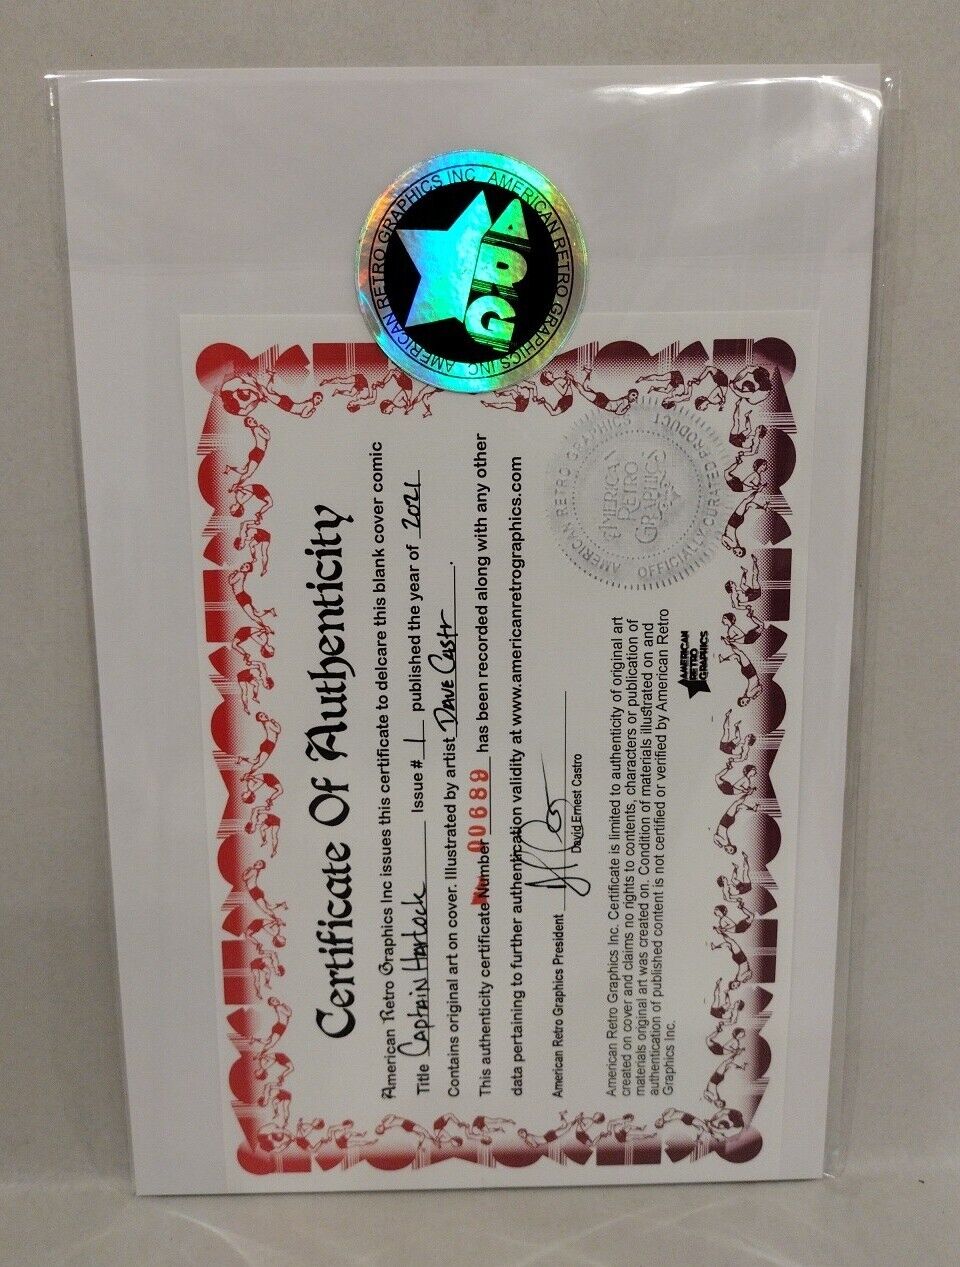 AMERICAN RETRO GRAPHICS INC. AMERICAN RETRO GRAPHICS INC.
ARG
Certificate Of Authenticity
American Retro Graphics Inc issues this certificate to delcare this blank cover comic
Title Captain Harlock Issue # 1 published the year of 2021
Contains original art on cover. Illustrated by artist Dave Castr.
This authenticity certificate Number 00689 has been recorded along with any other
data pertaining to further authentication validity at www.americanretrographics.com
American Retro Graphics President
David Ernest Castro
AMERICAN RETRO GRAPHICS
OFFICIALLY CURATED PRODUCT
AMERICAN
RETRO
GRAPHICS
American Retro Graphics Inc. Certificate is limited to authenticity of original art
created on cover and claims no rights to contents, characters or publication of
materials original art was created on. Condition of materials illustrated on and
authentication of published content is not certified or verified by American Retro
Graphics Inc.
AMERICAN
RETRO
GRAPHICS